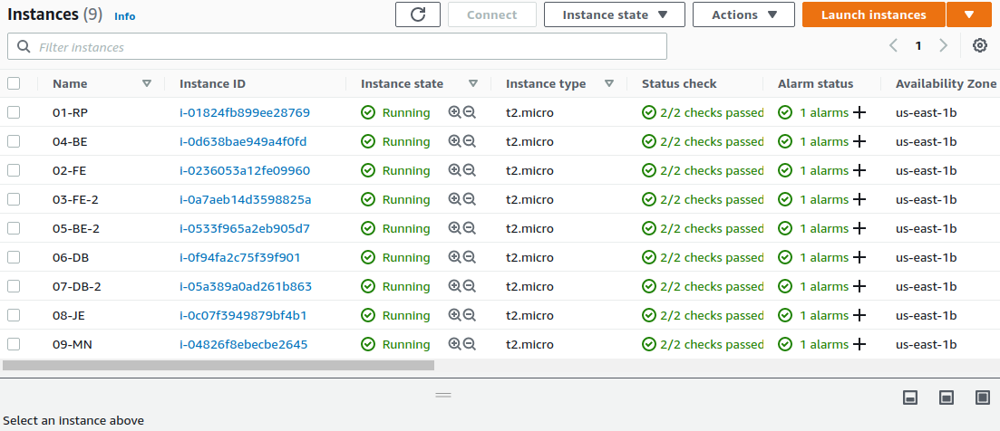 Instances (9) Info Connect Instance state Actions Launch instances
Filter instances 1
Name Instance ID Instance state Instance type Status check Alarm status Availability Zone
01-RP i-01824fb899ee28769 Running t2.micro 2/2 checks passed 1 alarms us-east-1b
04-BE i-0d638bae949a4f0fd Running t2.micro 2/2 checks passed 1 alarms us-east-1b
02-FE i-0236053a12fe09960 Running t2.micro 2/2 checks passed 1 alarms us-east-1b
03-FE-2 i-0a7aeb14d3598825a Running t2.micro 2/2 checks passed 1 alarms us-east-1b
05-BE-2 i-0533f965a2eb905d7 Running t2.micro 2/2 checks passed 1 alarms us-east-1b
06-DB i-0f94fa2c75f39f901 Running t2.micro 2/2 checks passed 1 alarms us-east-1b
07-DB-2 i-05a389a0ad261b863 Running t2.micro 2/2 checks passed 1 alarms us-east-1b
08-JE i-0c07f3949879bf4b1 Running t2.micro 2/2 checks passed 1 alarms us-east-1b
09-MN i-04826f8ebecbe2645 Running t2.micro 2/2 checks passed 1 alarms us-east-1b
Select an instance above